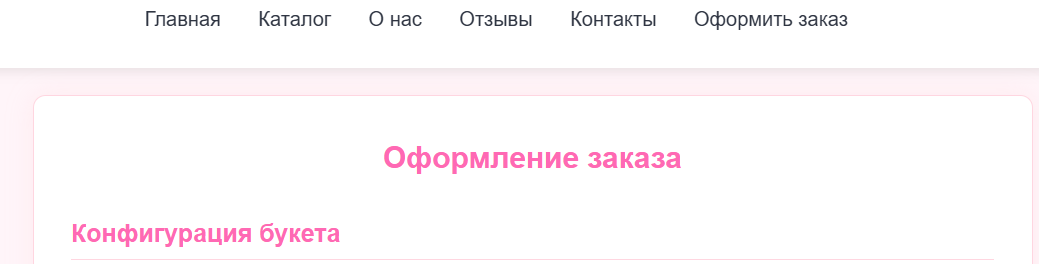 Главная Каталог О нас Отзывы Контакты Оформить заказ
Оформление заказа
Конфигурация букета